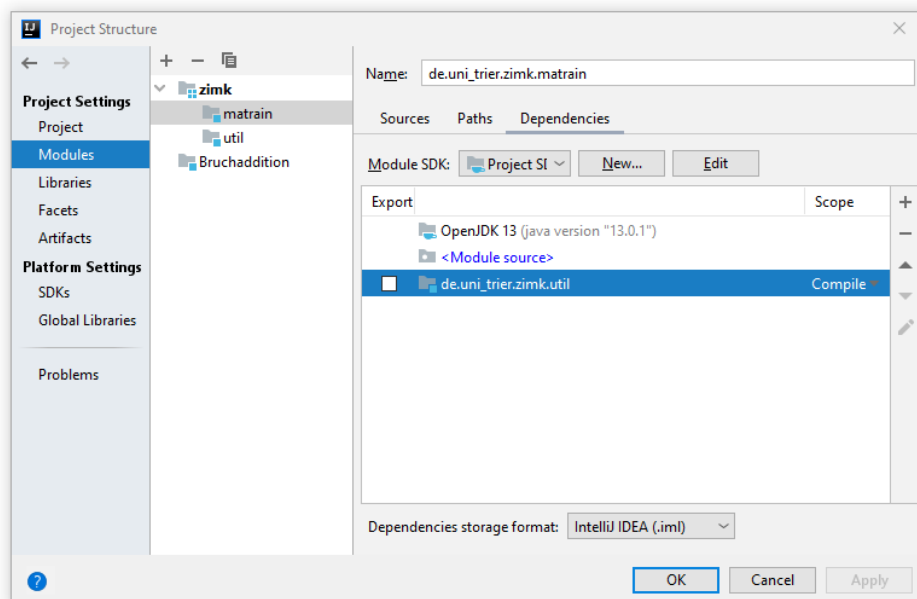 Project Structure
Name: de.uni_trier.zimk.matrain
Project Settings
Project
Modules
Libraries
Facets
Artifacts
Platform Settings
SDKs
Global Libraries
Problems
zimk
matrain
util
Bruchaddition
Sources Paths Dependencies
Module SDK: Project SI New... Edit
Export Scope
OpenJDK 13 (java version "13.0.1")
<Module source>
de.uni_trier.zimk.util Compile
Dependencies storage format: IntelliJ IDEA (.iml)
? OK Cancel Apply